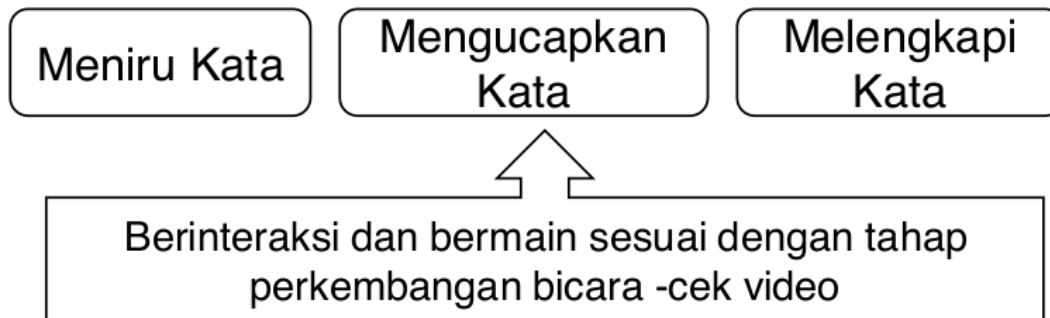 Meniru Kata
Mengucapkan
Kata
Melengkapi
Kata
Berinteraksi dan bermain sesuai dengan tahap
perkembangan bicara -cek video